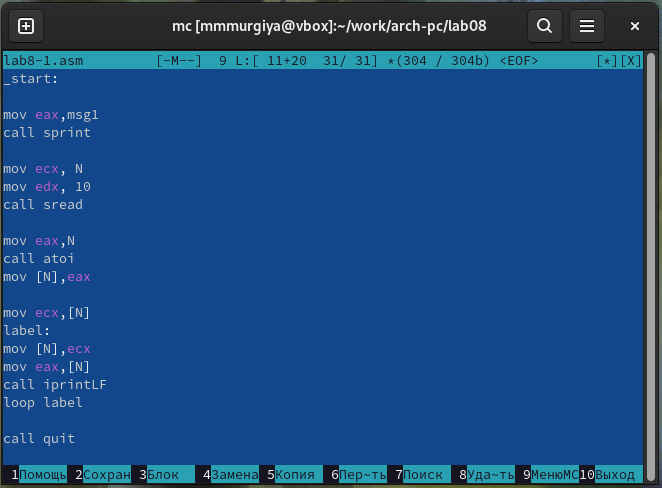 mc [mmmurgiya@vbox]:~/work/arch-pc/lab08
lab8-1.asm [-M--] 9 L:[ 11+20 31/ 31] *(304 / 304b) <EOF> [*][X]
_start:
mov eax,msg1
call sprint
mov ecx, N
mov edx, 10
call sread
mov eax,N
call atoi
mov [N],eax
mov ecx,[N]
label:
mov [N],ecx
mov eax,[N]
call iprintLF
loop label
call quit
1Помощь 2Сохран 3Блок 4Замена 5Копия 6Пер~ть 7Поиск 8Уда~ть 9МенюMC 10Выход